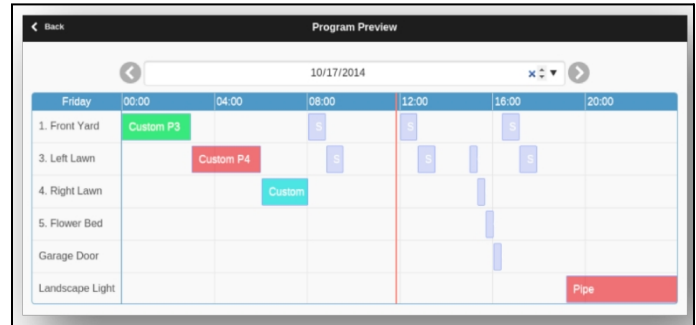 Back
Program Preview
10/17/2014
Friday 00:00 04:00 08:00 12:00 16:00 20:00
1. Front Yard Custom P3 S S S
3. Left Lawn Custom P4 S S S
4. Right Lawn Custom
5. Flower Bed
Garage Door
Landscape Light Pipe